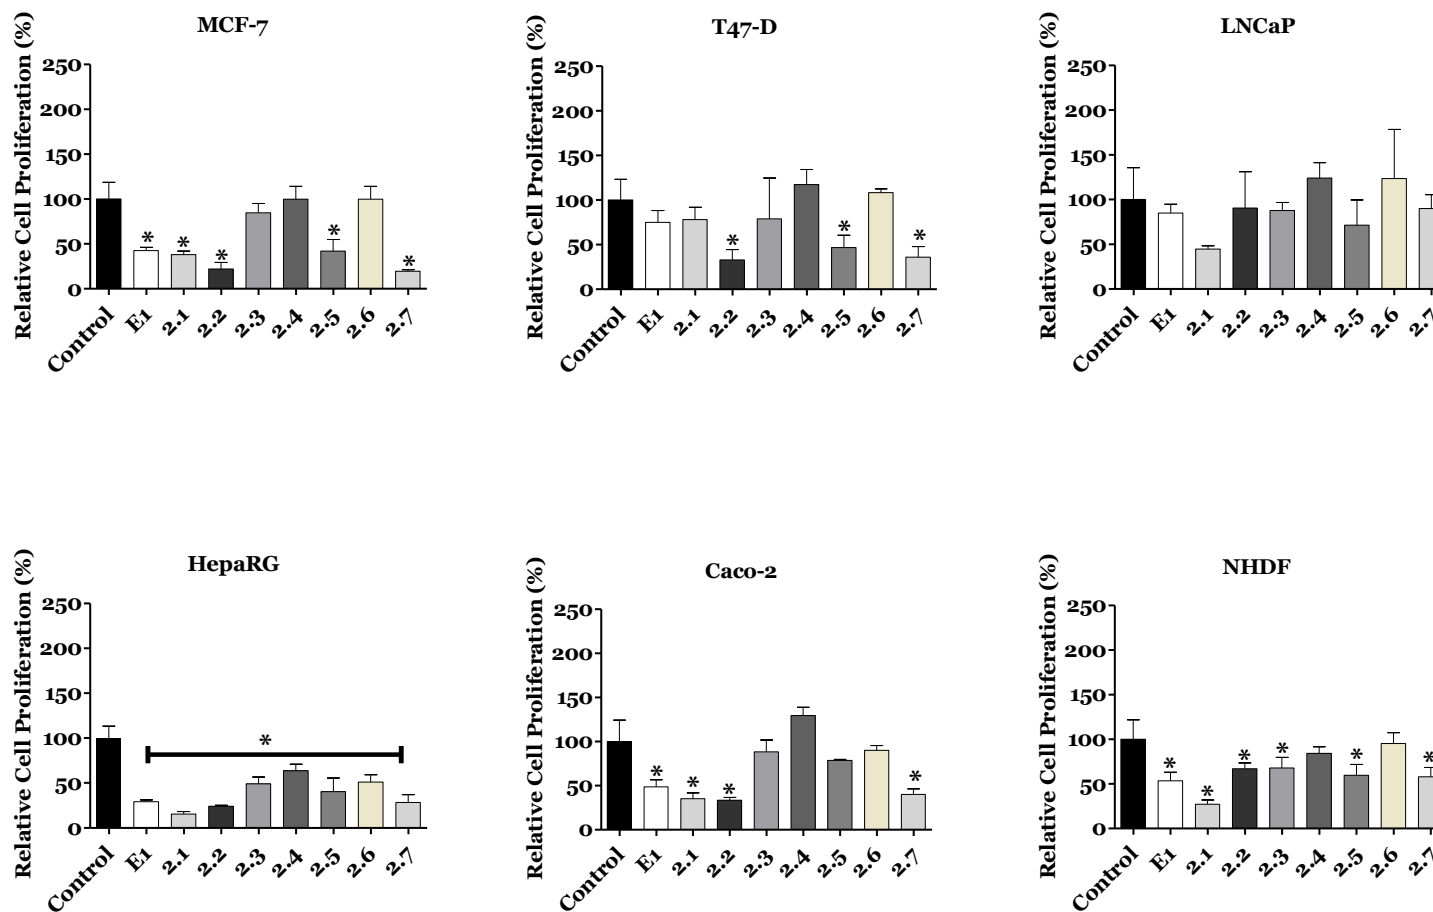 MCF-7
Relative Cell Proliferation (%)
250
200
150
100
50
0
* * * * *
Control E1 2.1 2.2 2.3 2.4 2.5 2.6 2.7
T47-D
Relative Cell Proliferation (%)
250
200
150
100
50
0
* * *
Control E1 2.1 2.2 2.3 2.4 2.5 2.6 2.7
LNCaP
Relative Cell Proliferation (%)
250
200
150
100
50
0
Control E1 2.1 2.2 2.3 2.4 2.5 2.6 2.7
HepaRG
Relative Cell Proliferation (%)
250
200
150
100
50
0
*
Control E1 2.1 2.2 2.3 2.4 2.5 2.6 2.7
Caco-2
Relative Cell Proliferation (%)
250
200
150
100
50
0
* * * *
Control E1 2.1 2.2 2.3 2.4 2.5 2.6 2.7
NHDF
Relative Cell Proliferation (%)
250
200
150
100
50
0
* * * * * *
Control E1 2.1 2.2 2.3 2.4 2.5 2.6 2.7